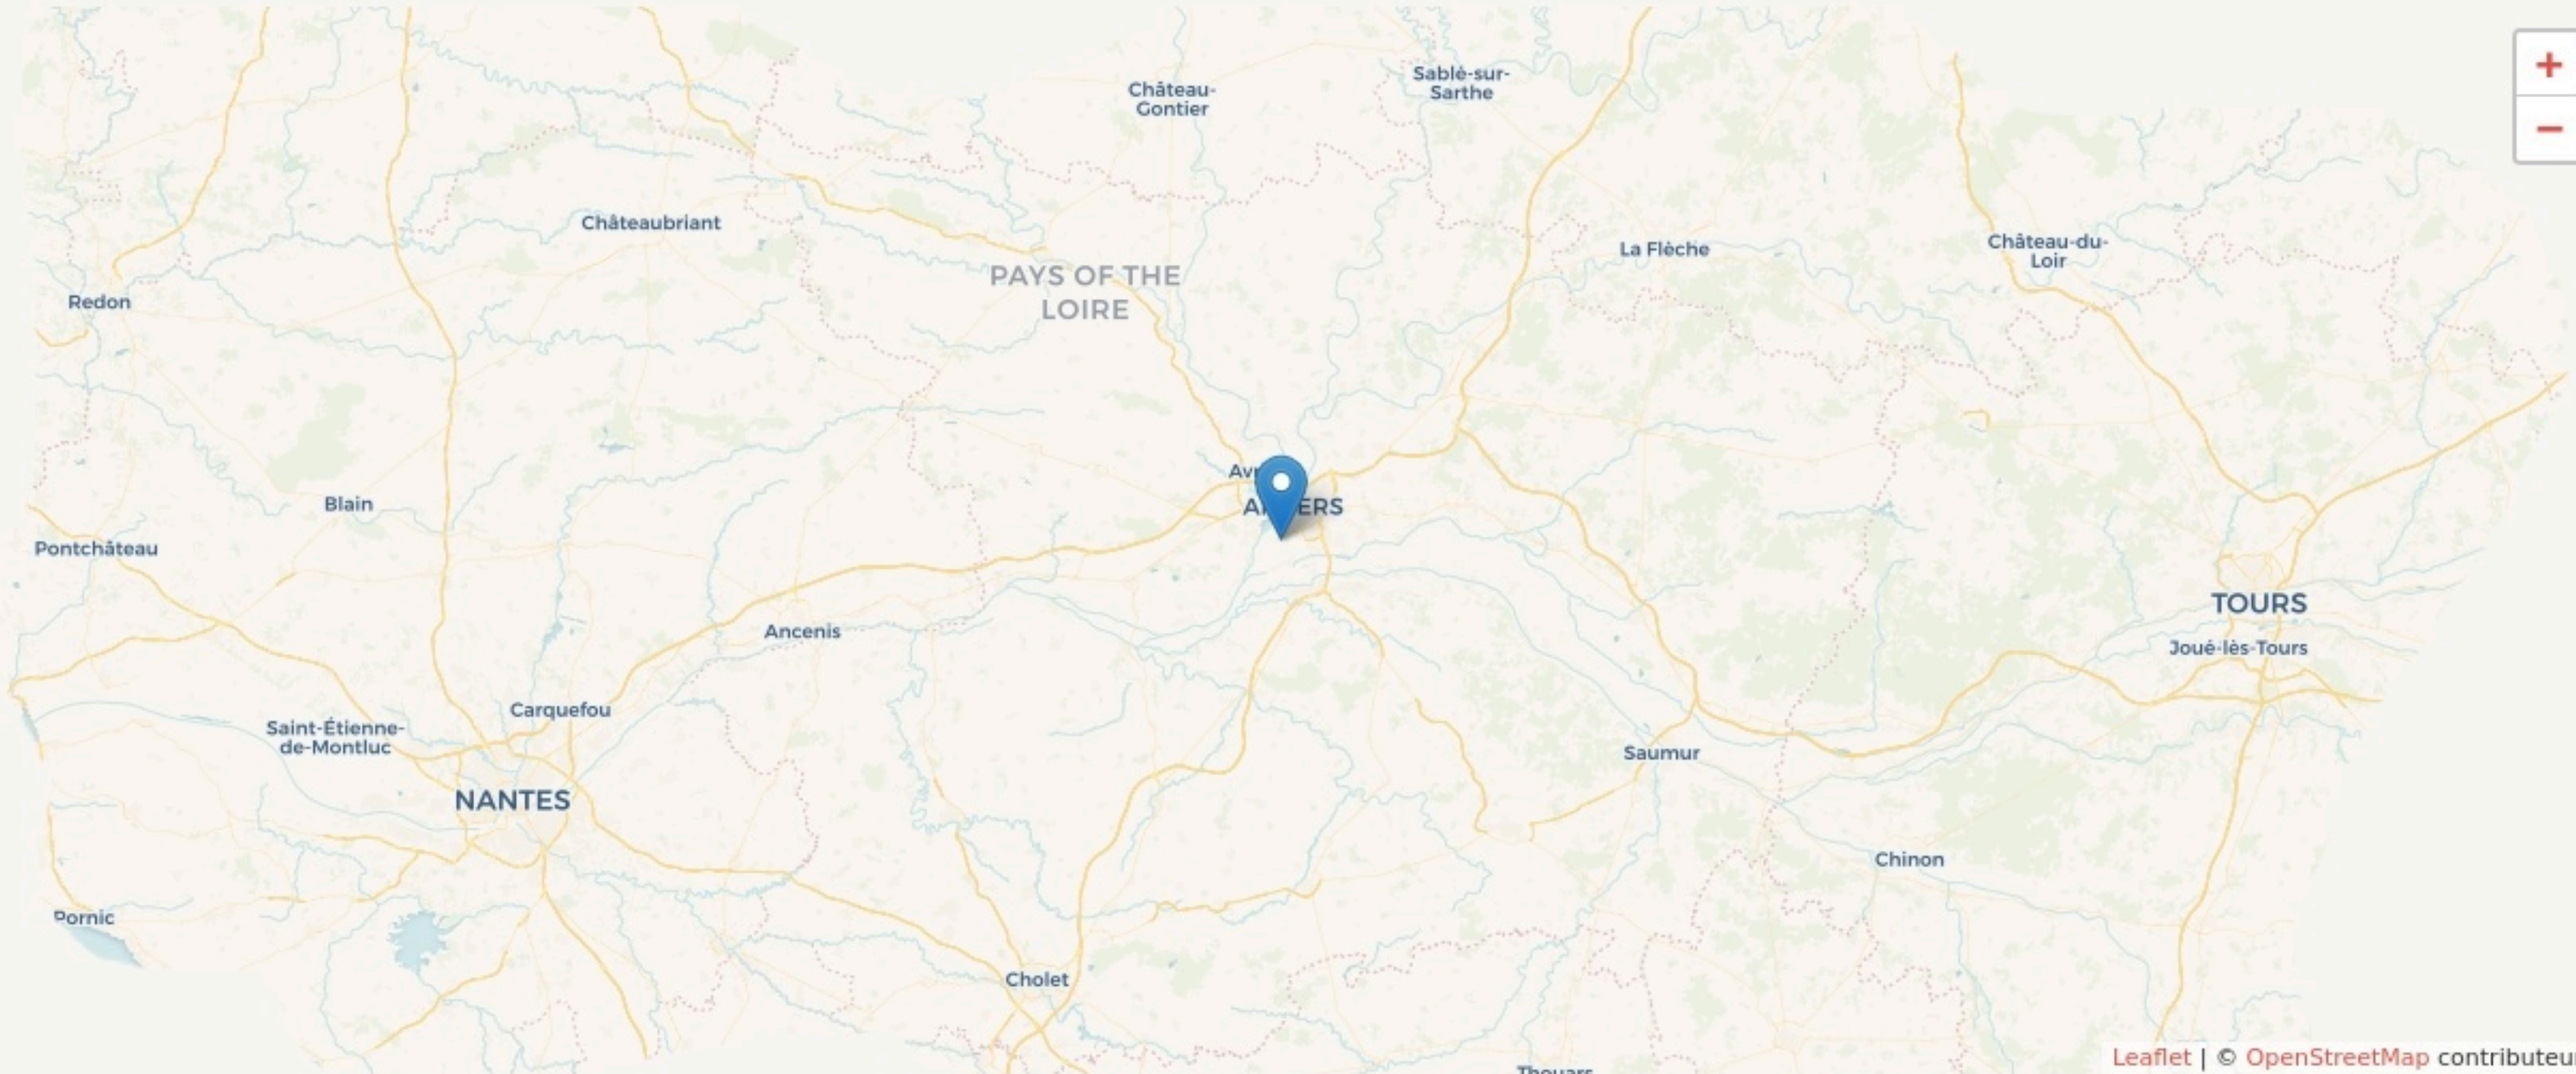 +
−
Château-
Gontier
Sablé-sur-
Sarthe
Châteaubriant
La Flèche
Château-du-
Loir
PAYS OF THE
LOIRE
Redon
Blain
Pontchâteau
TOURS
Joué-lès-Tours
Ancenis
Carquefou
Saint-Étienne-
de-Montluc
Saumur
NANTES
Chinon
Pornic
Cholet
Leaflet | © OpenStreetMap